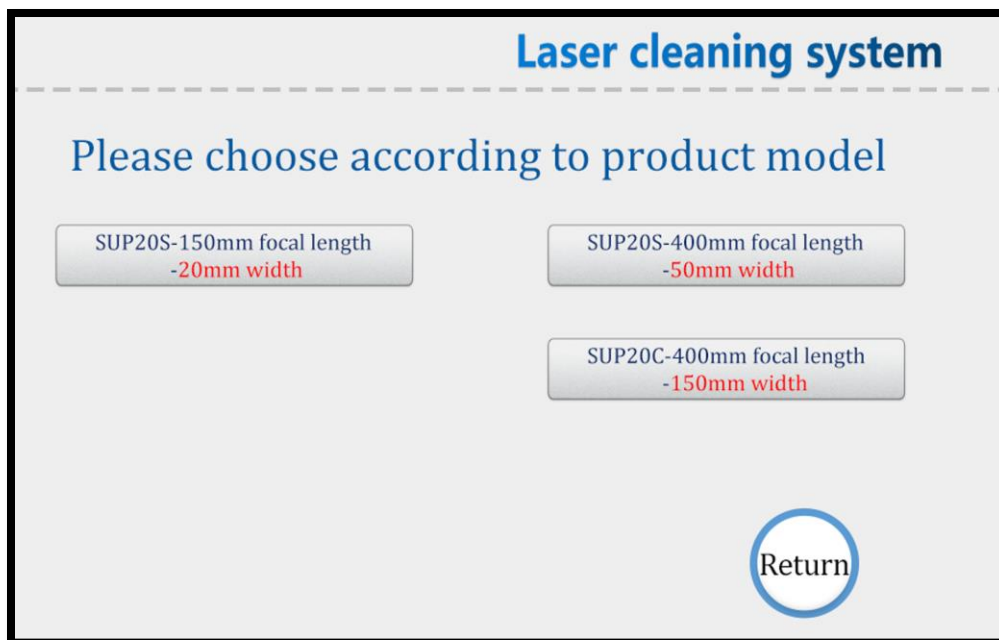 Laser cleaning system
Please choose according to product model
SUP20S-150mm focal length
-20mm width
SUP20S-400mm focal length
-50mm width
SUP20C-400mm focal length
-150mm width
Return